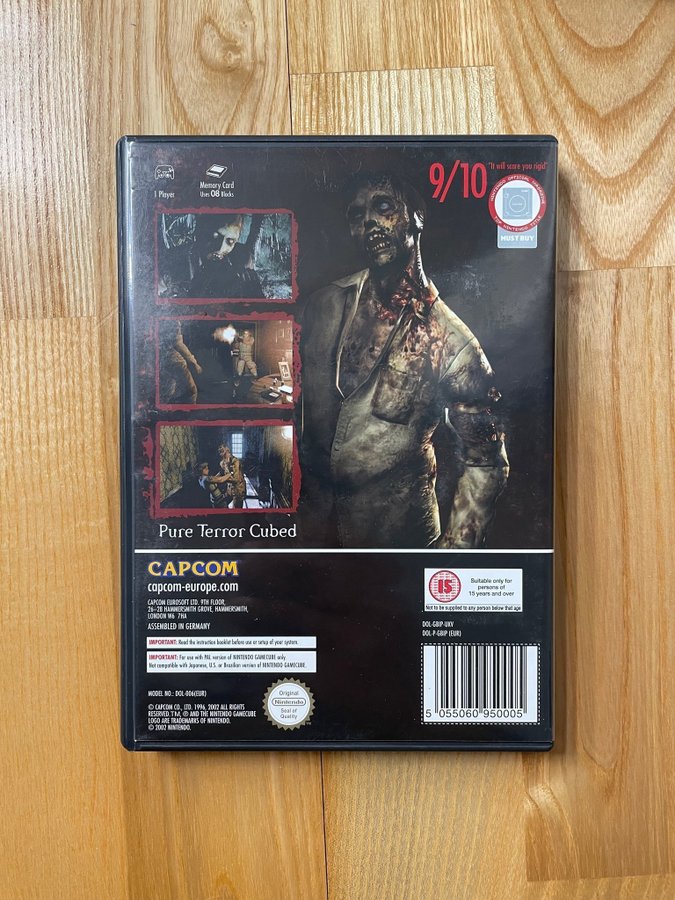 1 Player
Memory Card
Uses 08 Blocks
9/10
"It will scare you rigid"
NINTENDO OFFICIAL MAGAZINE
TOP NINTENDO TITLE
MUST BUY
Pure Terror Cubed
CAPCOM
capcom-europe.com
CAPCOM EUROSOFT LTD. 9TH FLOOR,
26-28 HAMMERSMITH GROVE, HAMMERSMITH,
LONDON W6 7HA
ASSEMBLED IN GERMANY
IMPORTANT: Read the instruction booklet before use or setup of your system.
IMPORTANT: For use with PAL version of NINTENDO GAMECUBE only
Not compatible with Japanese, U.S. or Brazilian version of NINTENDO GAMECUBE.
MODEL NO.: DOL-006(EUR)
© CAPCOM CO., LTD. 1996, 2002 ALL RIGHTS
RESERVED. ™, ® AND THE NINTENDO GAMECUBE
LOGO ARE TRADEMARKS OF NINTENDO.
© 2002 NINTENDO.
Original
Nintendo
Seal of
Quality
15
Suitable only for
persons of
15 years and over
Not to be supplied to any person below that age
DOL-GBIP-UKV
DOL-P-GBIP (EUR)
5 055060 950005